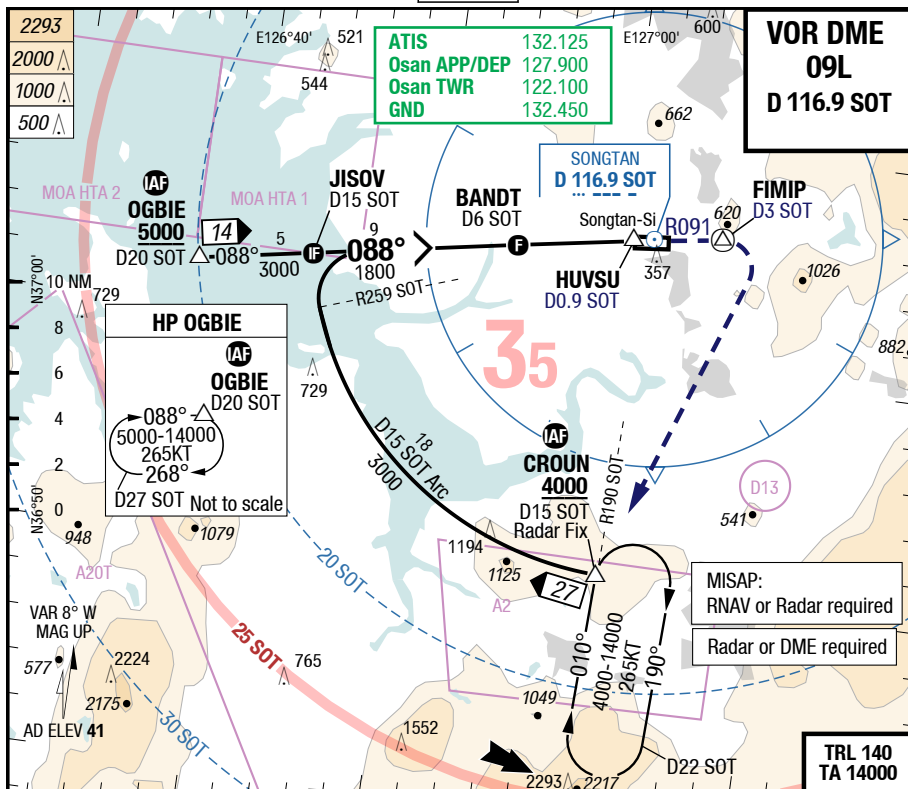 2293
2000
1000
500
E126°40'
521
544
ATIS 132.125
Osan APP/DEP 127.900
Osan TWR 122.100
GND 132.450
E127°00'
600
VOR DME
09L
D 116.9 SOT
662
SONGTAN
D 116.9 SOT
MOA HTA 2
MOA HTA 1
IAF
OGBIE
5000
D20 SOT
14
088°
5
3000
JISOV
D15 SOT
IF
9
088°
1800
BANDT
D6 SOT
F
Songtan-Si
R091
620
FIMIP
D3 SOT
HUVSU
D0.9 SOT
357
1026
R259 SOT
N37°00'
10 NM
8
6
4
2
0
N36°50'
729
HP OGBIE
IAF
OGBIE
D20 SOT
088°
5000-14000
265KT
268°
D27 SOT
Not to scale
729
35
882
18
D15 SOT Arc
3000
IAF
CROUN
4000
D15 SOT
Radar Fix
R190 SOT
D13
541
948
1079
1194
1125
A20T
20 SOT
27
A2
MISAP:
RNAV or Radar required
Radar or DME required
VAR 8° W
MAG UP
25 SOT
010°
4000-14000
265KT
190°
577
2224
2175
765
1049
AD ELEV 41
30 SOT
1552
D22 SOT
2293
2217
TRL 140
TA 14000